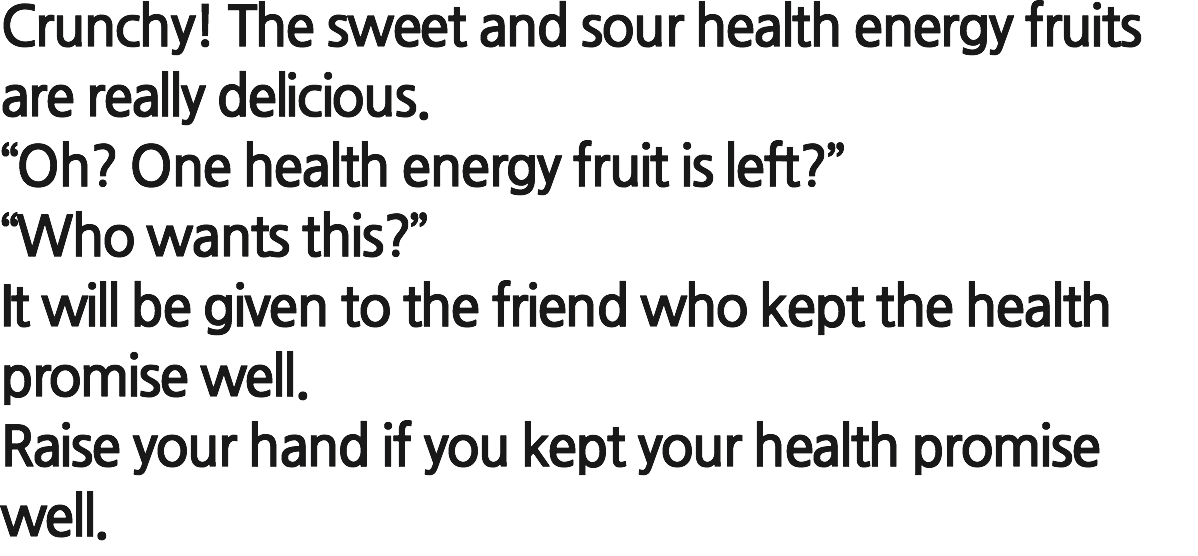 Crunchy! The sweet and sour health energy fruits
are really delicious.
“Oh? One health energy fruit is left?”
“Who wants this?”
It will be given to the friend who kept the health
promise well.
Raise your hand if you kept your health promise
well.